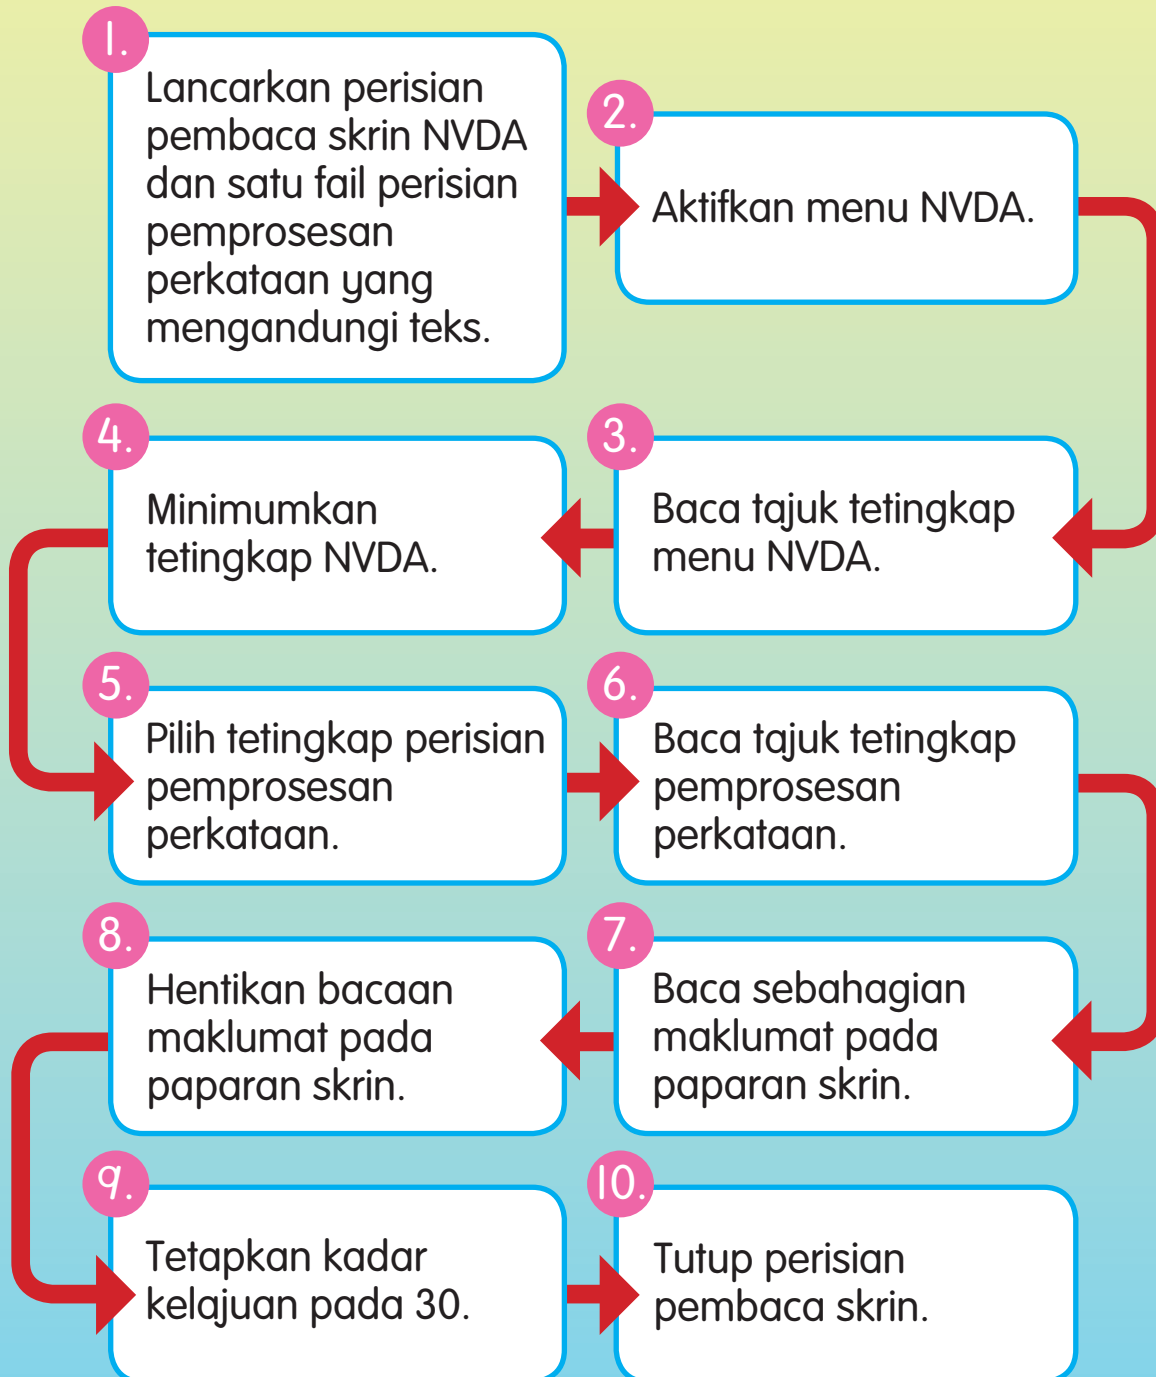 1.
Lancarkan perisian
pembaca skrin NVDA
dan satu fail perisian
pemprosesan
perkataan yang
mengandungi teks.
2.
Aktifkan menu NVDA.
3.
Baca tajuk tetingkap
menu NVDA.
4.
Minimumkan
tetingkap NVDA.
5.
Pilih tetingkap perisian
pemprosesan
perkataan.
6.
Baca tajuk tetingkap
pemprosesan
perkataan.
7.
Baca sebahagian
maklumat pada
paparan skrin.
8.
Hentikan bacaan
maklumat pada
paparan skrin.
9.
Tetapkan kadar
kelajuan pada 30.
10.
Tutup perisian
pembaca skrin.